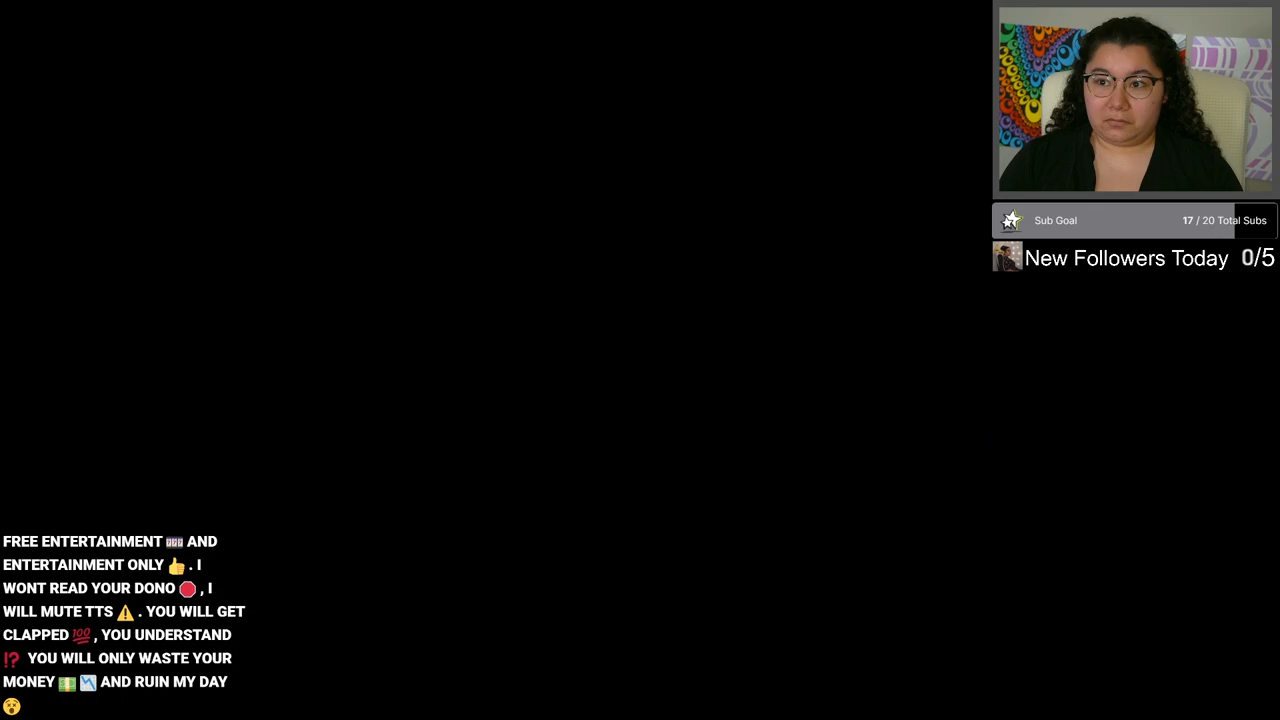 Sub Goal 17 / 20 Total Subs
New Followers Today 0/5
FREE ENTERTAINMENT 🎰 AND
ENTERTAINMENT ONLY 👍 . I
WONT READ YOUR DONO 🛑 , I
WILL MUTE TTS ⚠️ . YOU WILL GET
CLAPPED 💯 , YOU UNDERSTAND
⁉️ YOU WILL ONLY WASTE YOUR
MONEY 💵 📉 AND RUIN MY DAY
😵